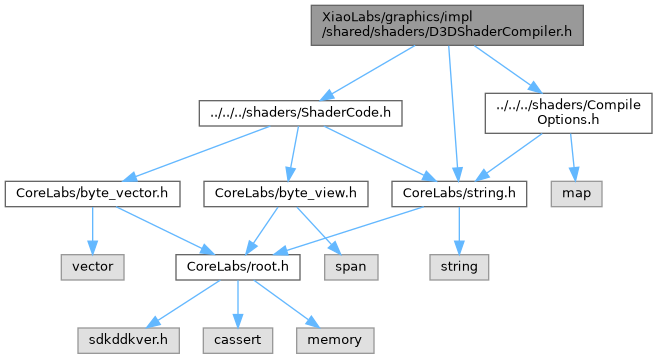 XiaoLabs/graphics/impl
/shared/shaders/D3DShaderCompiler.h
../../../shaders/ShaderCode.h
../../../shaders/Compile
Options.h
CoreLabs/byte_vector.h
CoreLabs/byte_view.h
CoreLabs/string.h
map
vector
CoreLabs/root.h
span
string
sdkddkver.h
cassert
memory